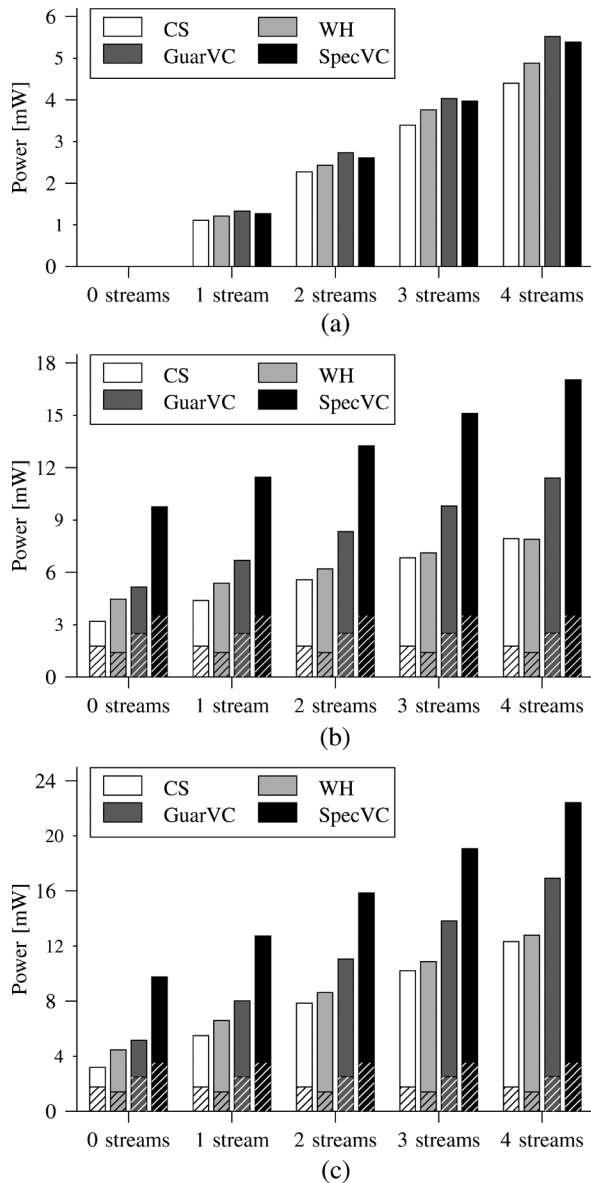 6
5
4
3
2
1
0
Power [mW]
CS WH
GuarVC SpecVC
0 streams 1 stream 2 streams 3 streams 4 streams
(a)
18
15
12
9
6
3
0
Power [mW]
CS WH
GuarVC SpecVC
0 streams 1 stream 2 streams 3 streams 4 streams
(b)
24
20
16
12
8
4
0
Power [mW]
CS WH
GuarVC SpecVC
0 streams 1 stream 2 streams 3 streams 4 streams
(c)